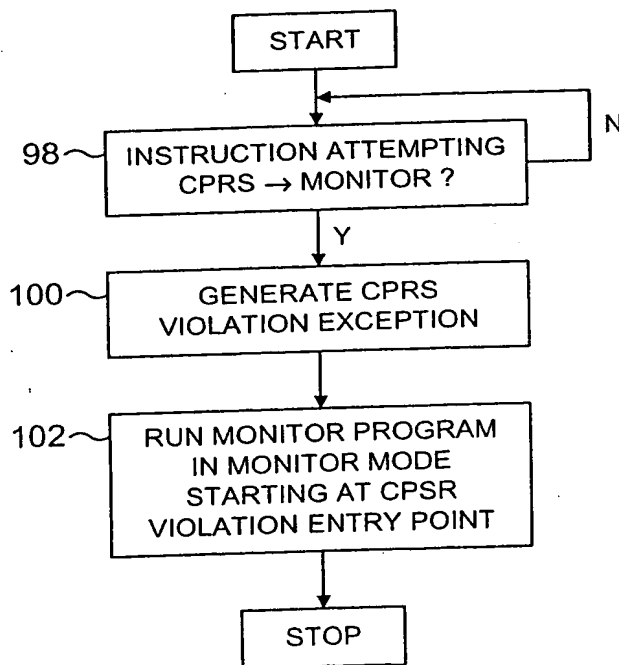 START
N
98
INSTRUCTION ATTEMPTING
CPRS → MONITOR ?
Y
100
GENERATE CPRS
VIOLATION EXCEPTION
102
RUN MONITOR PROGRAM
IN MONITOR MODE
STARTING AT CPSR
VIOLATION ENTRY POINT
STOP